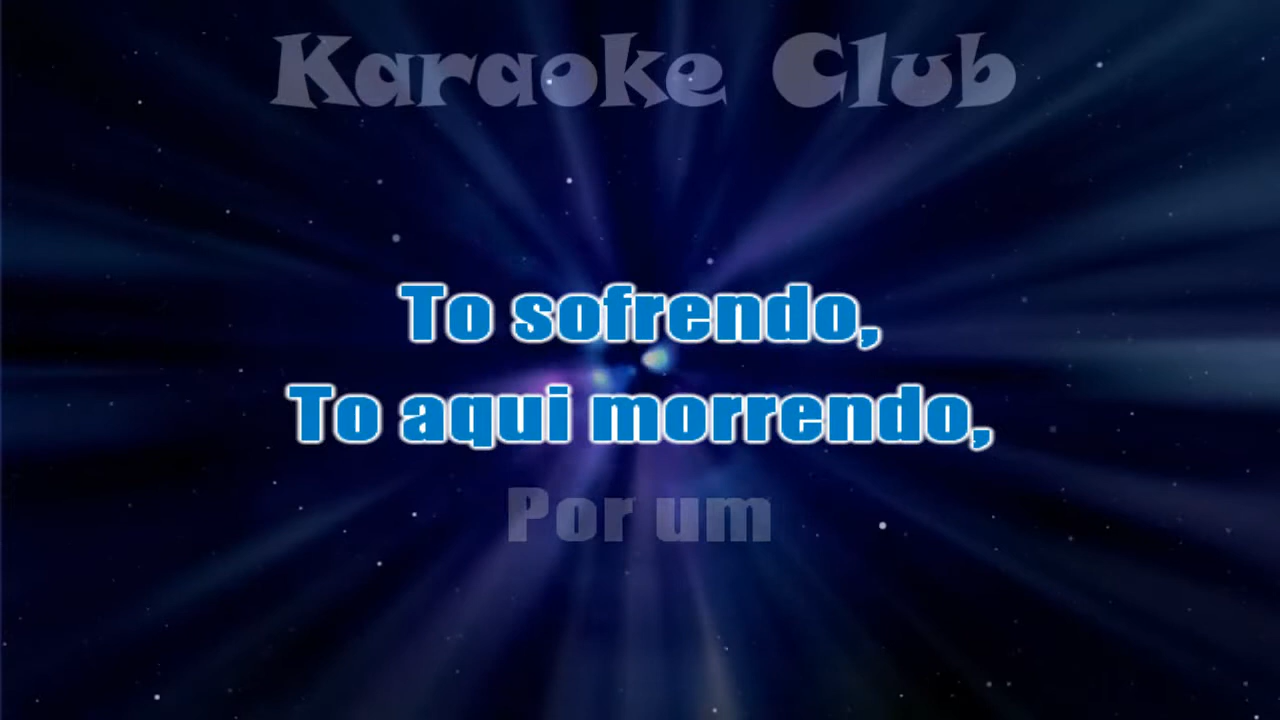 Karaoke Club
To sofrendo,
To aqui morrendo,
Por um